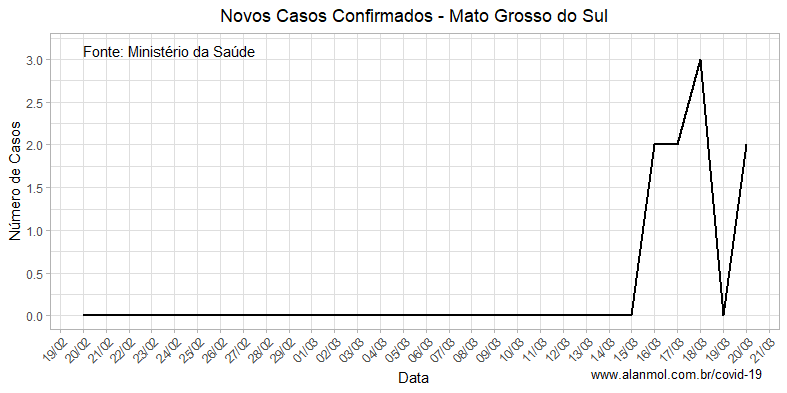 Novos Casos Confirmados - Mato Grosso do Sul
Fonte: Ministério da Saúde
Número de Casos
3.0
2.5
2.0
1.5
1.0
0.5
0.0
19/02 20/02 21/02 22/02 23/02 24/02 25/02 26/02 27/02 28/02 29/02 01/03 02/03 03/03 04/03 05/03 06/03 07/03 08/03 09/03 10/03 11/03 12/03 13/03 14/03 15/03 16/03 17/03 18/03 19/03 20/03 21/03
Data
www.alanmol.com.br/covid-19